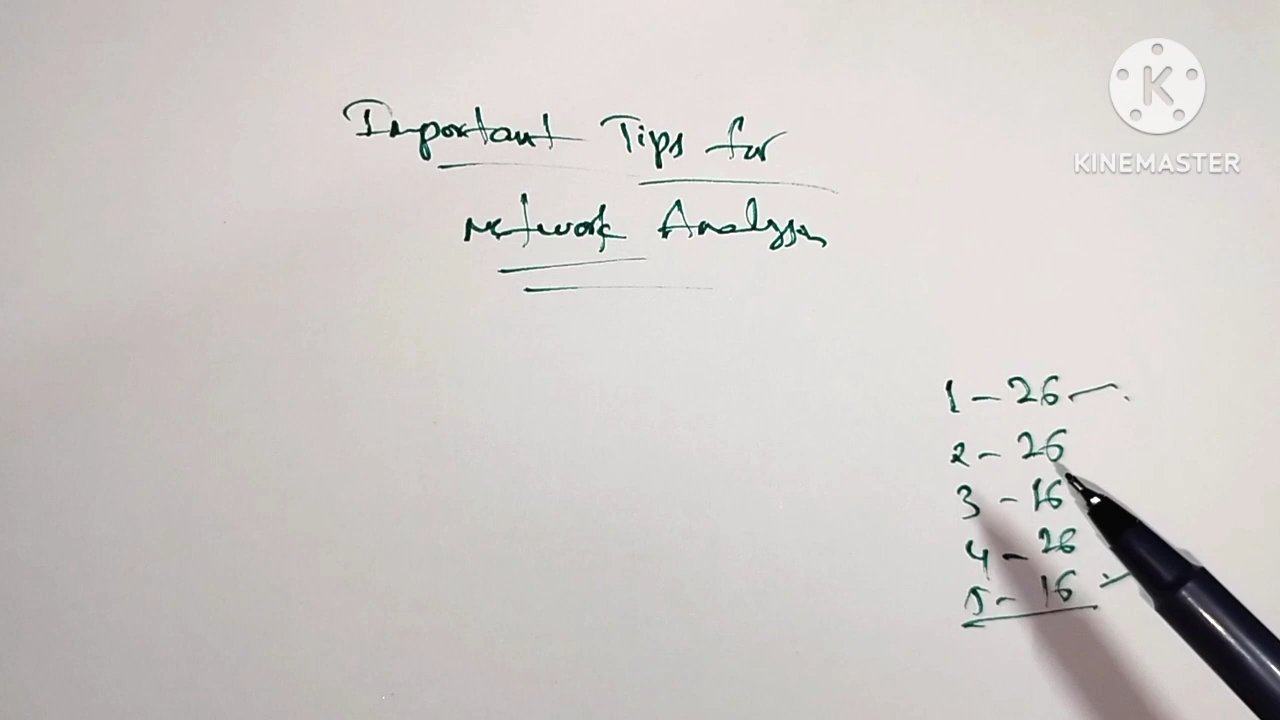 Important Tips for
Network Analysis
K
KINEMASTER
1 - 26
2 - 26
3 - 16
4 - 26
5 - 16